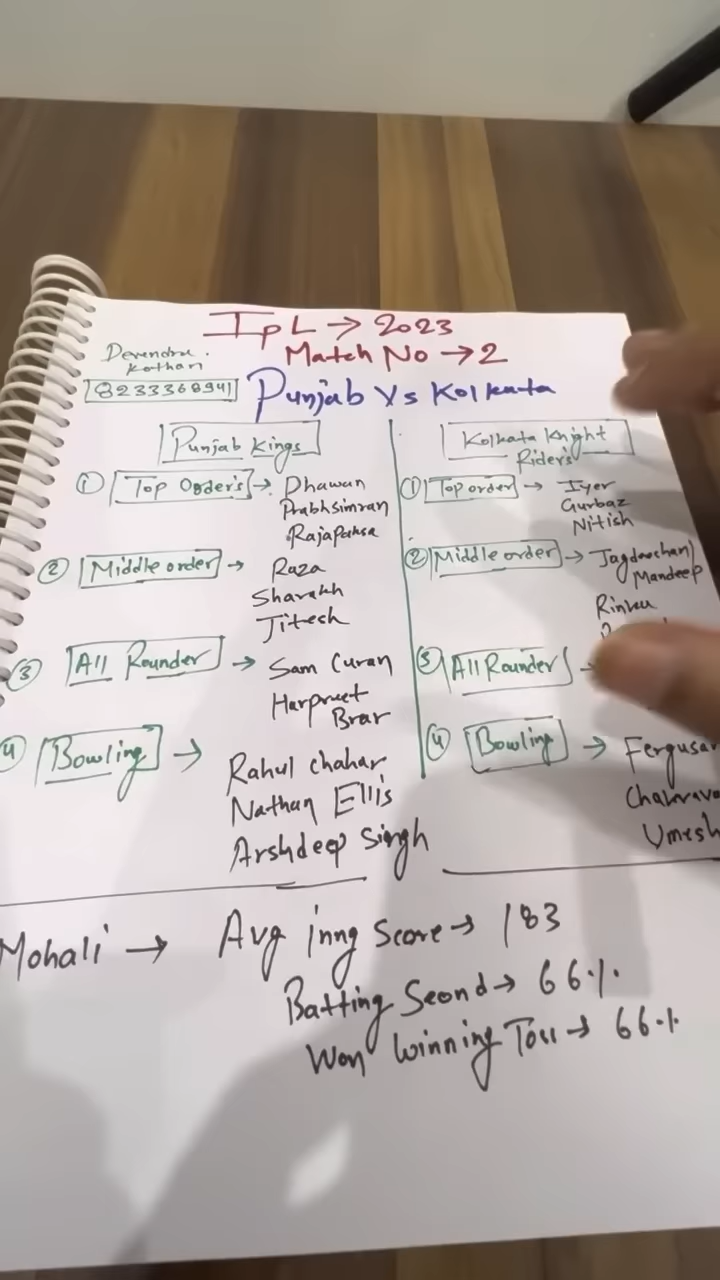 IPL → 2023
Match No → 2
Devendra
Kothari
8233368941
Punjab Vs Kolkata
Punjab Kings
① Top Order's → Dhawan
Prabhsimran
Rajapaksa
② Middle order → Raza
Sharukh
Jitesh
③ All Rounder → Sam Curan
Harpreet
Brar
④ Bowling → Rahul Chahar
Nathan Ellis
Arshdeep Singh
Kolkata Knight
Riders
① Top order → Iyer
Gurbaz
Nitish
② Middle order →
Mandeep
Rinku
③ All Rounder →
④ Bowling → Fergusan
Umesh
Mohali → Avg inng Score → 183
Batting Seond → 66%
Won winning Toss → 66%